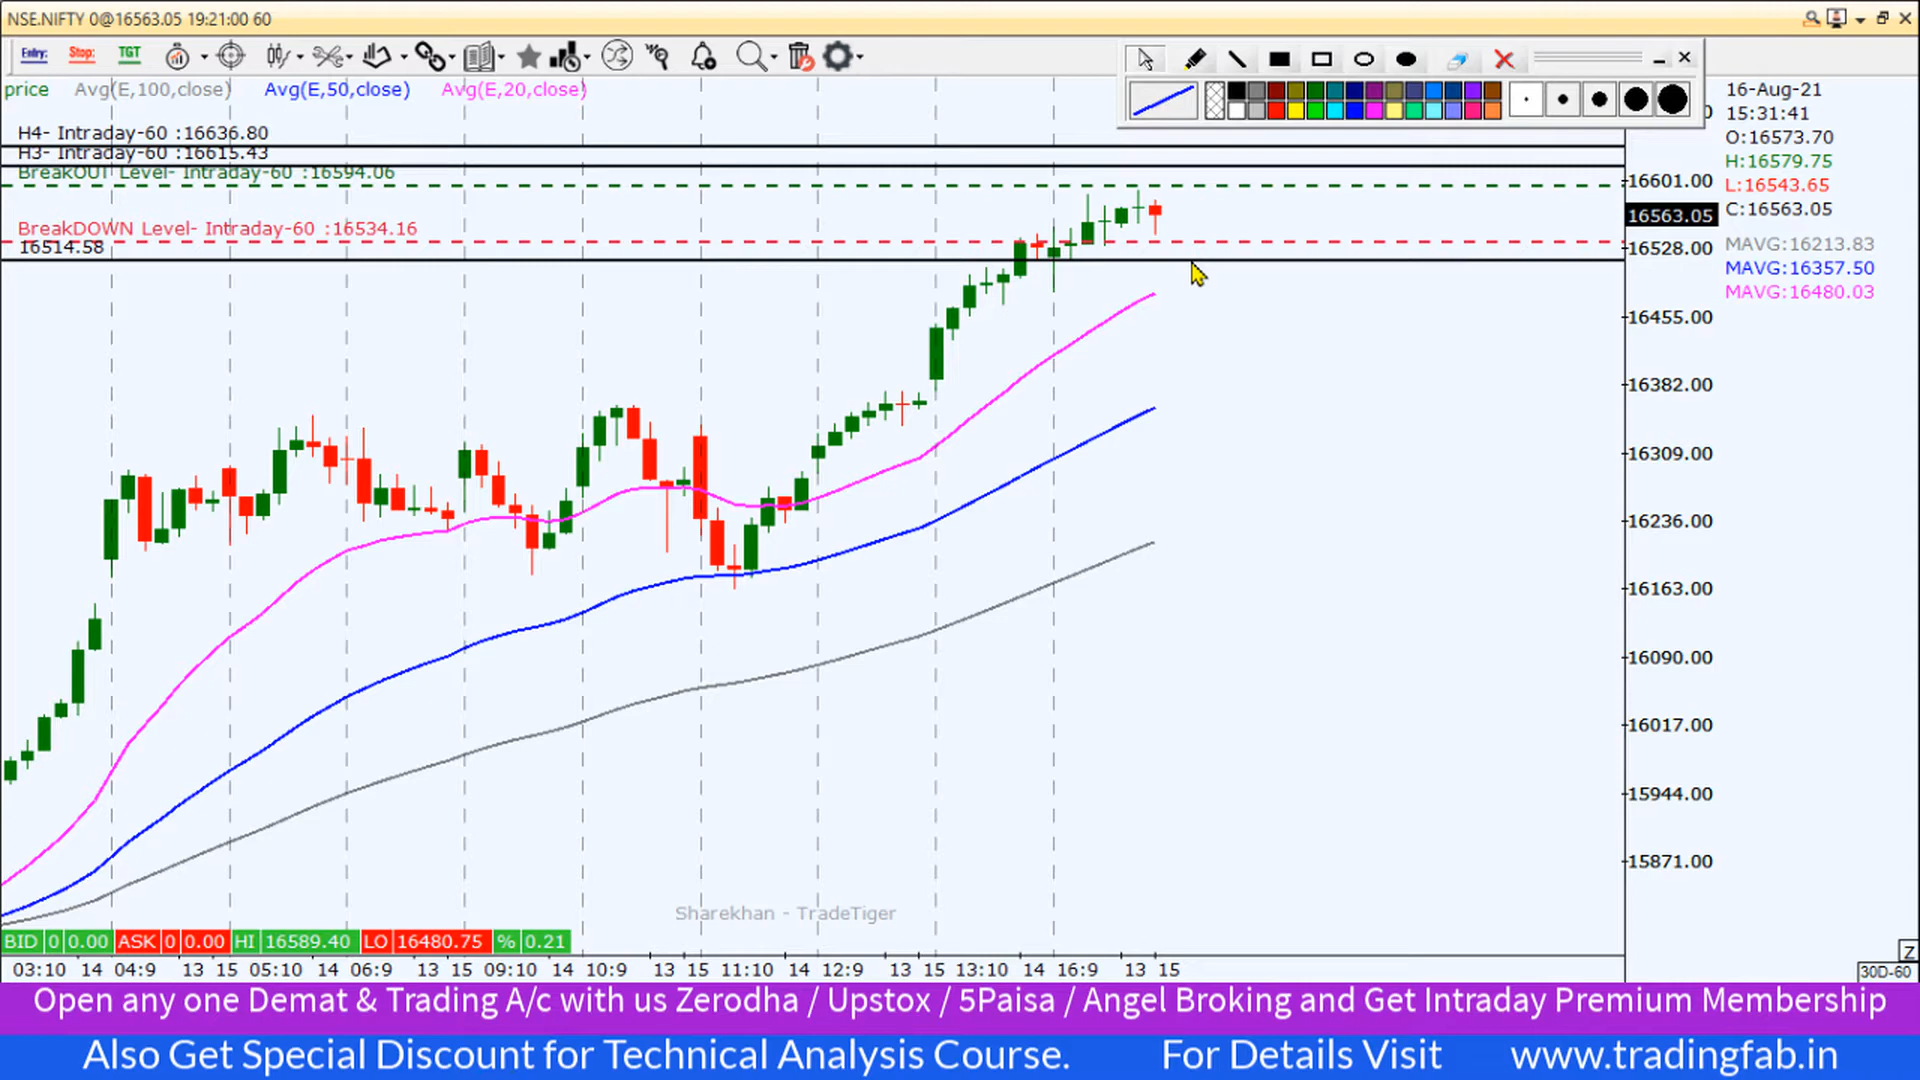 NSE.NIFTY 0@16563.05 19:21:00 60
Entry: Stop: TGT
price Avg(E,100,close) Avg(E,50,close) Avg(E,20,close)
H4- Intraday-60 :16636.80
H3- Intraday-60 :16615.43
BreakOUT Level- Intraday-60 :16594.06
BreakDOWN Level- Intraday-60 :16534.16
16514.58
16-Aug-21
15:31:41
O:16573.70
H:16579.75
L:16543.65
C:16563.05
MAVG:16213.83
MAVG:16357.50
MAVG:16480.03
16601.00
16563.05
16528.00
16455.00
16382.00
16309.00
16236.00
16163.00
16090.00
16017.00
15944.00
15871.00
Sharekhan - TradeTiger
BID 0 0.00 ASK 0 0.00 HI 16589.40 LO 16480.75 % 0.21
Z
03:10 14 04:9 13 15 05:10 14 06:9 13 15 09:10 14 10:9 13 15 11:10 14 12:9 13 15 13:10 14 16:9 13 15
30D-60
Open any one Demat & Trading A/c with us Zerodha / Upstox / 5Paisa / Angel Broking and Get Intraday Premium Membership
Also Get Special Discount for Technical Analysis Course. For Details Visit www.tradingfab.in